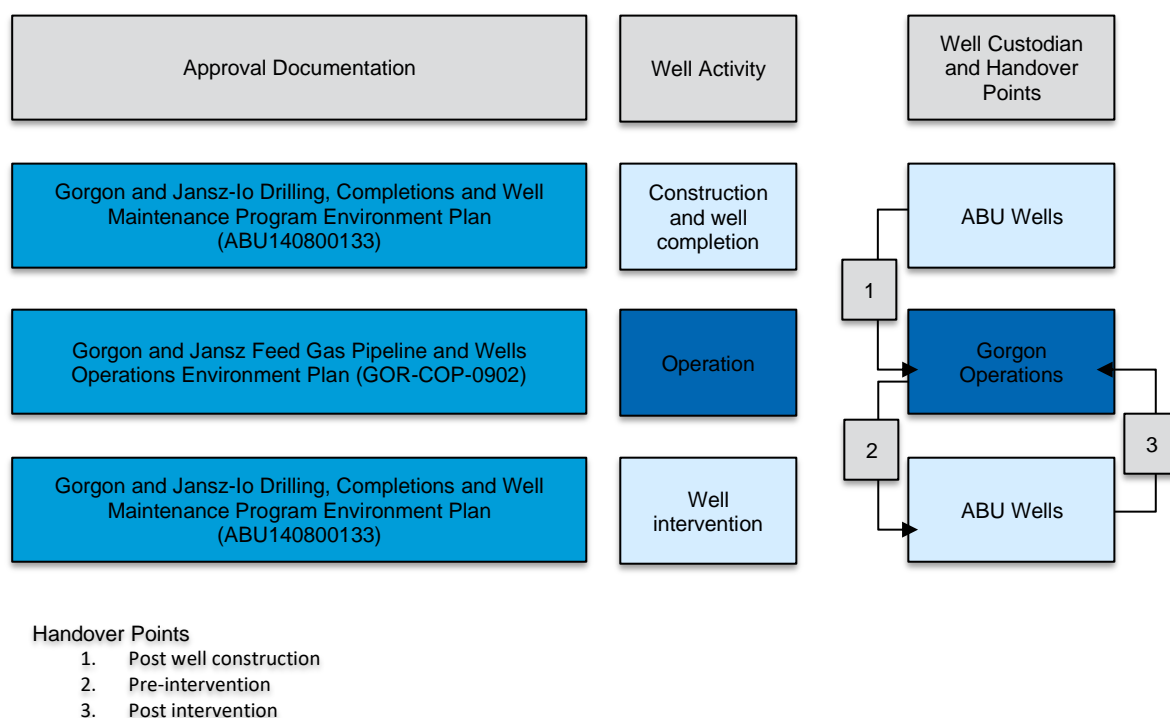 Approval Documentation
Well Activity
Well Custodian
and Handover
Points
Gorgon and Jansz-Io Drilling, Completions and Well
Maintenance Program Environment Plan
(ABU140800133)
Construction
and well
completion
ABU Wells
1
Gorgon and Jansz Feed Gas Pipeline and Wells
Operations Environment Plan (GOR-COP-0902)
Operation
Gorgon
Operations
2
3
Gorgon and Jansz-Io Drilling, Completions and Well
Maintenance Program Environment Plan
(ABU140800133)
Well
intervention
ABU Wells
Handover Points
1. Post well construction
2. Pre-intervention
3. Post intervention